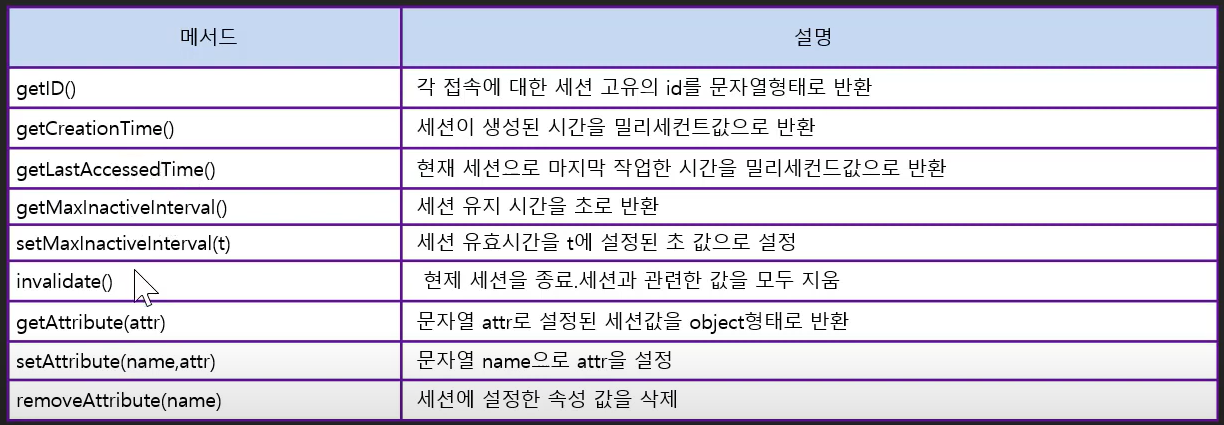 메서드 설명
getID() 각 접속에 대한 세션 고유의 id를 문자열형태로 반환
getCreationTime() 세션이 생성된 시간을 밀리세컨트값으로 반환
getLastAccessedTime() 현재 세션으로 마지막 작업한 시간을 밀리세컨드값으로 반환
getMaxInactiveInterval() 세션 유지 시간을 초로 반환
setMaxInactiveInterval(t) 세션 유효시간을 t에 설정된 초 값으로 설정
invalidate() 현제 세션을 종료.세션과 관련한 값을 모두 지움
getAttribute(attr) 문자열 attr로 설정된 세션값을 object형태로 반환
setAttribute(name,attr) 문자열 name으로 attr을 설정
removeAttribute(name) 세션에 설정한 속성 값을 삭제